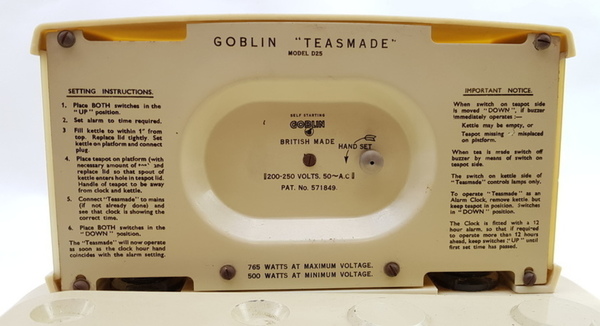 GOBLIN "TEASMADE"
MODEL D25
SETTING INSTRUCTIONS.
1. Place BOTH switches in the
"UP" position.
2. Set alarm to time required.
3 Fill kettle to within 1" from
top. Replace lid tightly. Set
kettle on platform and connect
plug.
4. Place teapot on platform (with
necessary amount of
and
replace lid so that spout of
kettle enters hole in teapot lid.
Handle of teapot to be away
from clock and kettle.
5. Connect "Teasmade" to mains
(if not already done) and
see that clock is showing the
correct time.
6. Place BOTH switches in the
"DOWN" position.
The "Teasmade" will now operate
as soon as the clock hour hand
coincides with the alarm setting.
SELF STARTING
GOBLIN
BRITISH MADE
HAND SET
200-250 VOLTS. 50~A.C
PAT. No. 571849.
765 WATTS AT MAXIMUM VOLTAGE.
500 WATTS AT MINIMUM VOLTAGE.
IMPORTANT NOTICE.
When switch on teapot side
is moved "DOWN", if buzzer
immediately operates :—
Kettle may be empty, or
Teapot missing misplaced
on platform.
When tea is made switch off
buzzer by means of switch on
teapot side.
The switch on kettle side of
"Teasmade" controls lamps only.
To operate "Teasmade" as an
Alarm Clock, remove kettle, but
keep teapot in position. Switches
in "DOWN" position.
The Clock is fitted with a 12
hour alarm, so that if required
to operate more than 12 hours
ahead, keep switches "UP" until
first set time has passed.